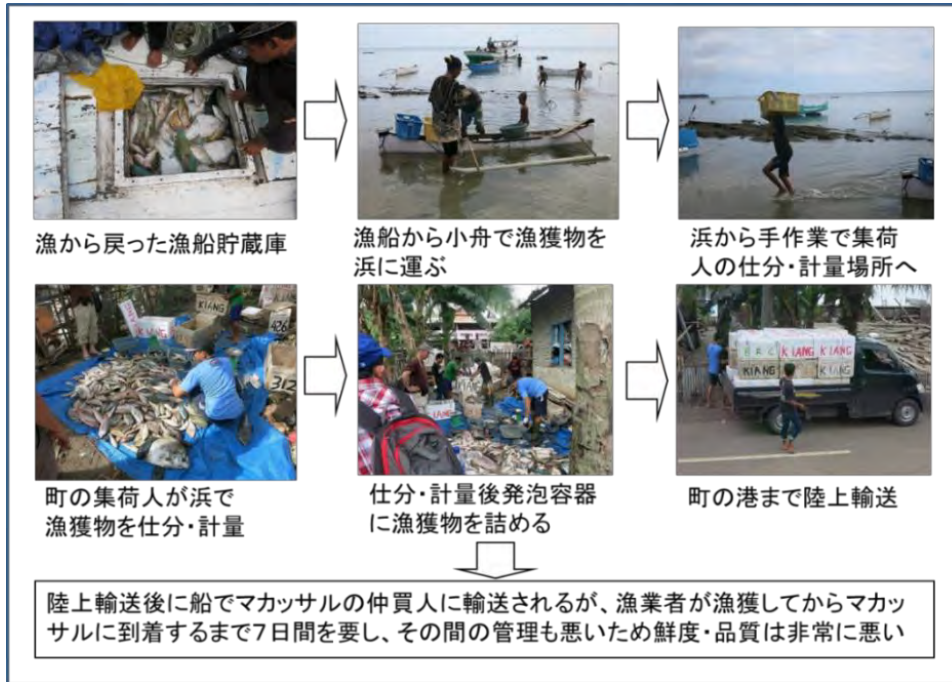 漁から戻った漁船貯蔵庫
漁船から小舟で漁獲物を
浜に運ぶ
浜から手作業で集荷
人の仕分・計量場所へ
KIANG
KIANG
426
312
町の集荷人が浜で
漁獲物を仕分・計量
仕分・計量後発泡容器
に漁獲物を詰める
KIANG
KIANG
KIANG
KIANG
町の港まで陸上輸送
陸上輸送後に船でマカッサルの仲買人に輸送されるが、漁業者が漁獲してからマカッ
サルに到着するまで7日間を要し、その間の管理も悪いため鮮度・品質は非常に悪い